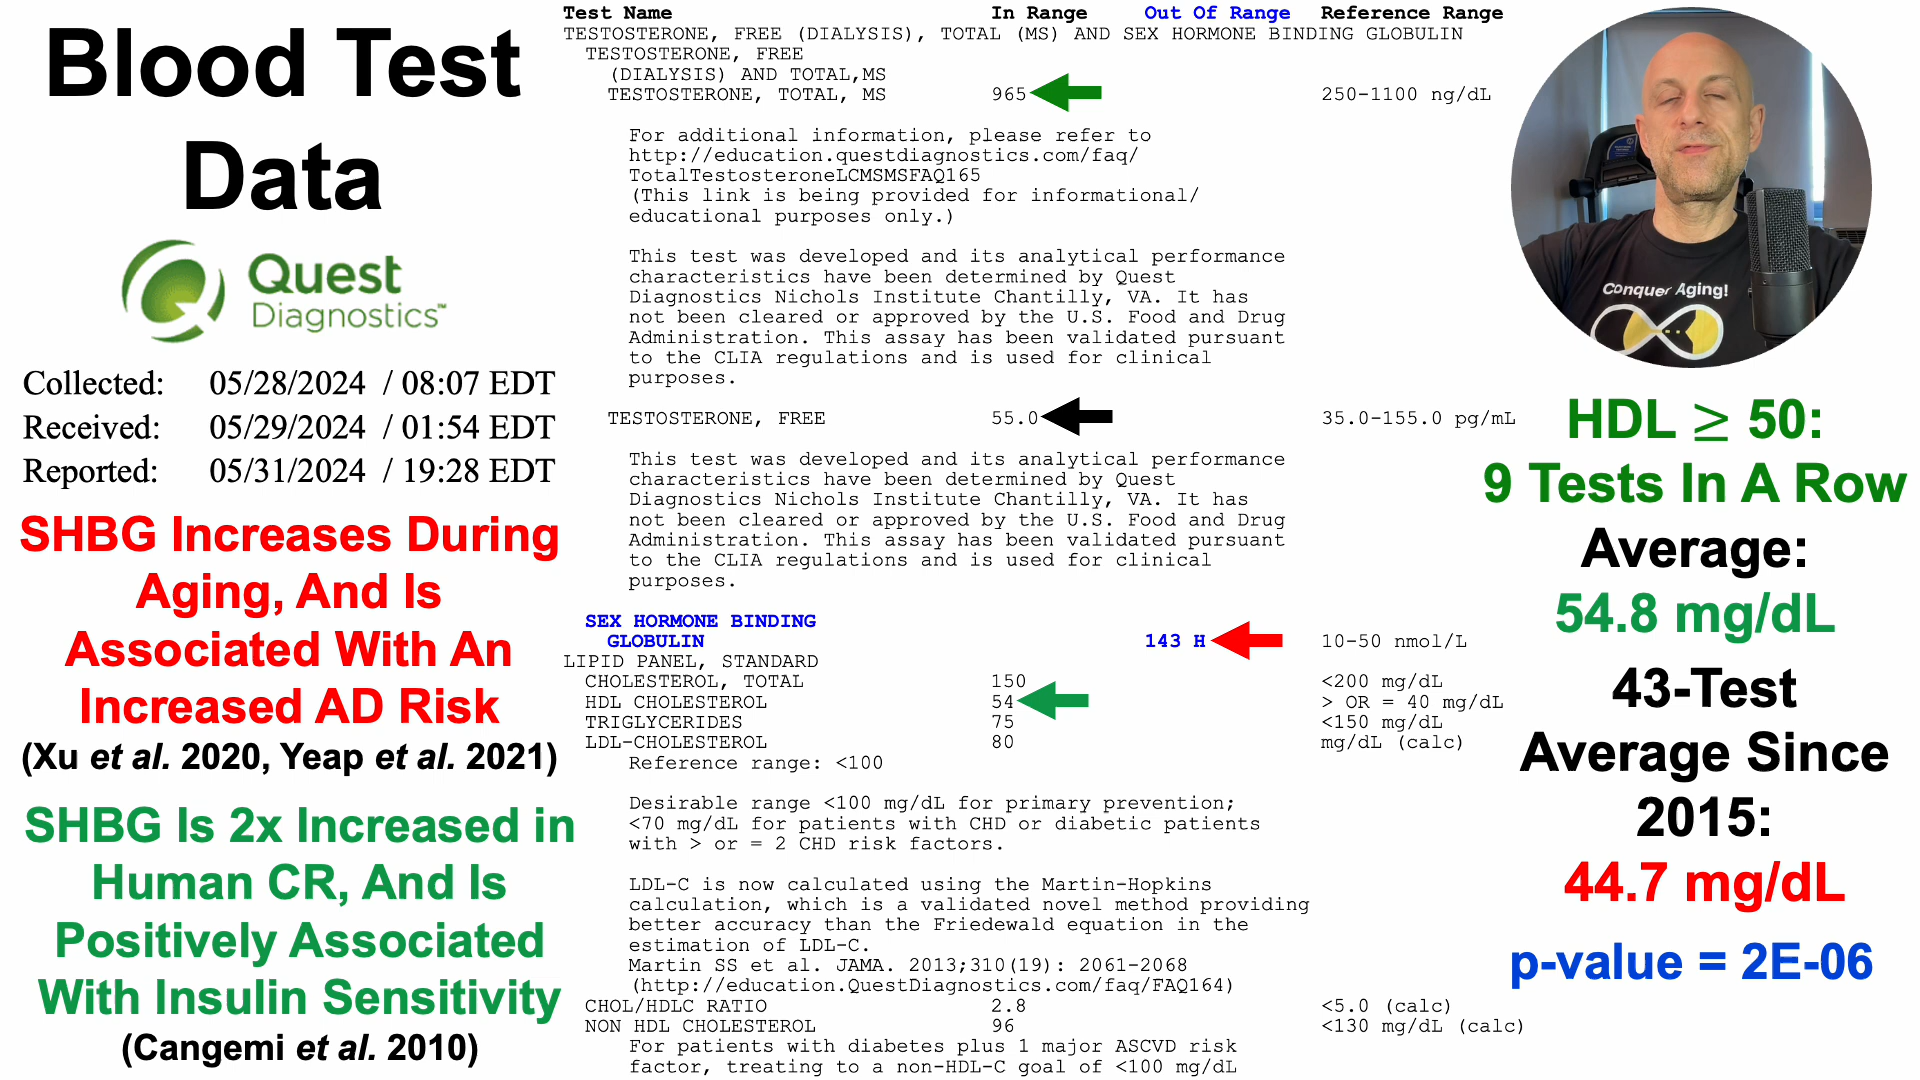 Blood Test
Data
Quest
Diagnostics™
Collected: 05/28/2024 / 08:07 EDT
Received: 05/29/2024 / 01:54 EDT
Reported: 05/31/2024 / 19:28 EDT
SHBG Increases During
Aging, And Is
Associated With An
Increased AD Risk
(Xu et al. 2020, Yeap et al. 2021)
SHBG Is 2x Increased in
Human CR, And Is
Positively Associated
With Insulin Sensitivity
(Cangemi et al. 2010)
Test Name In Range Out Of Range Reference Range
TESTOSTERONE, FREE (DIALYSIS), TOTAL (MS) AND SEX HORMONE BINDING GLOBULIN
TESTOSTERONE, FREE
(DIALYSIS) AND TOTAL,MS
TESTOSTERONE, TOTAL, MS 965 250-1100 ng/dL
For additional information, please refer to
http://education.questdiagnostics.com/faq/
TotalTestosteroneLCMSMSFAQ165
(This link is being provided for informational/
educational purposes only.)
This test was developed and its analytical performance
characteristics have been determined by Quest
Diagnostics Nichols Institute Chantilly, VA. It has
not been cleared or approved by the U.S. Food and Drug
Administration. This assay has been validated pursuant
to the CLIA regulations and is used for clinical
purposes.
TESTOSTERONE, FREE 55.0 35.0-155.0 pg/mL
This test was developed and its analytical performance
characteristics have been determined by Quest
Diagnostics Nichols Institute Chantilly, VA. It has
not been cleared or approved by the U.S. Food and Drug
Administration. This assay has been validated pursuant
to the CLIA regulations and is used for clinical
purposes.
SEX HORMONE BINDING
GLOBULIN 143 H 10-50 nmol/L
LIPID PANEL, STANDARD
CHOLESTEROL, TOTAL 150 <200 mg/dL
HDL CHOLESTEROL 54 > OR = 40 mg/dL
TRIGLYCERIDES 75 <150 mg/dL
LDL-CHOLESTEROL 80 mg/dL (calc)
Reference range: <100
Desirable range <100 mg/dL for primary prevention;
<70 mg/dL for patients with CHD or diabetic patients
with > or = 2 CHD risk factors.
LDL-C is now calculated using the Martin-Hopkins
calculation, which is a validated novel method providing
better accuracy than the Friedewald equation in the
estimation of LDL-C.
Martin SS et al. JAMA. 2013;310(19): 2061-2068
(http://education.QuestDiagnostics.com/faq/FAQ164)
CHOL/HDLC RATIO 2.8 <5.0 (calc)
NON HDL CHOLESTEROL 96 <130 mg/dL (calc)
For patients with diabetes plus 1 major ASCVD risk
factor, treating to a non-HDL-C goal of <100 mg/dL
Conquer Aging!
HDL ≥ 50:
9 Tests In A Row
Average:
54.8 mg/dL
43-Test
Average Since
2015:
44.7 mg/dL
p-value = 2E-06